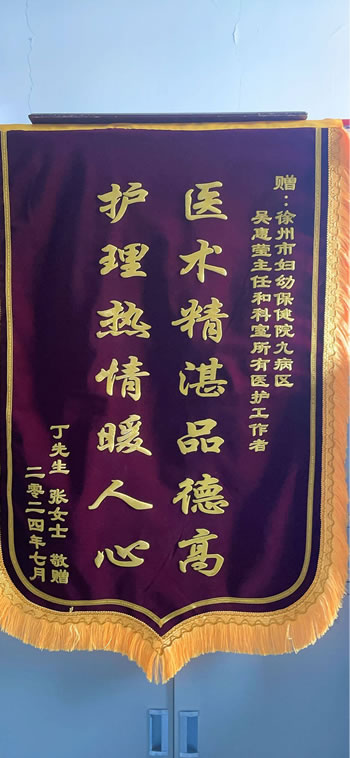 赠：徐州市妇幼保健院九病区
吴惠莹主任和科室所有医护工作者
医术精湛品德高
护理热情暖人心
丁先生 张女士 敬赠
二零二四年七月